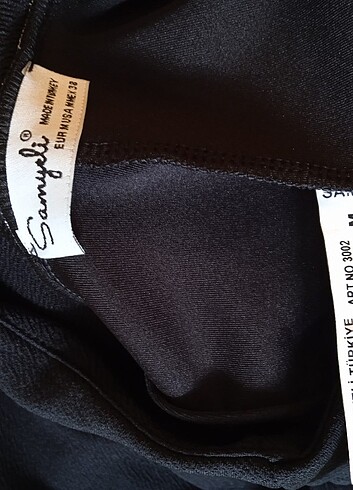 Samyeli®
MADE IN TURKEY
EUR M USA M MEX 38
ART NO 3002
TÜRKİYE
M